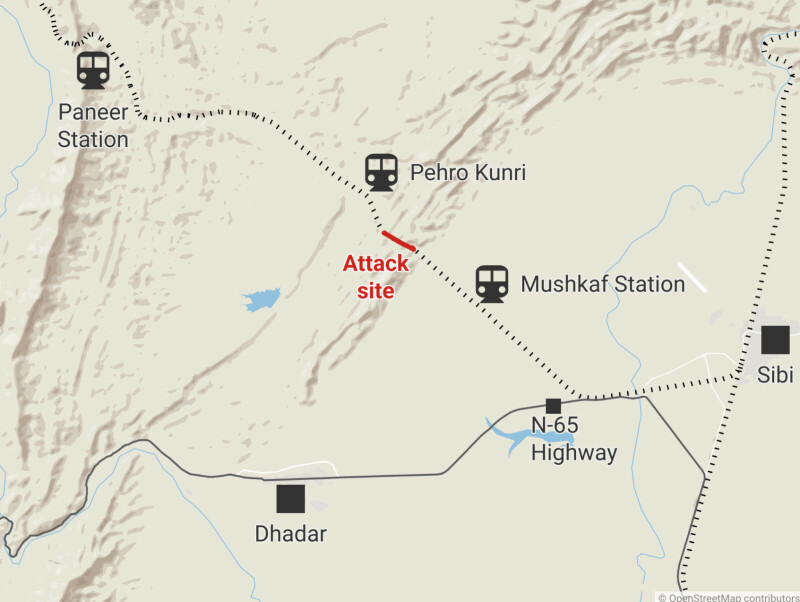 Paneer
Station
Pehro Kunri
Attack
site
Mushkaf Station
Sibi
N-65
Highway
Dhadar
© OpenStreetMap contributors